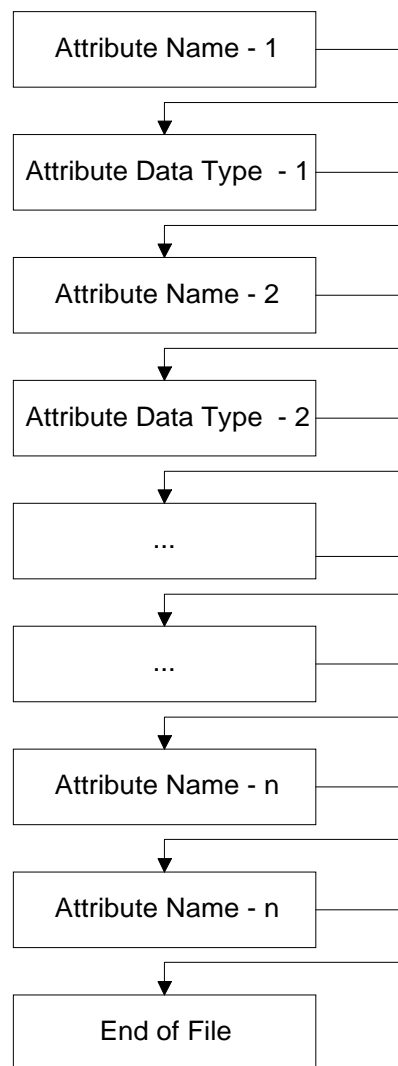 Attribute Name - 1
Attribute Data Type  - 1
Attribute Name - 2
Attribute Data Type  - 2
...
...
Attribute Name - n
Attribute Name - n
End of File